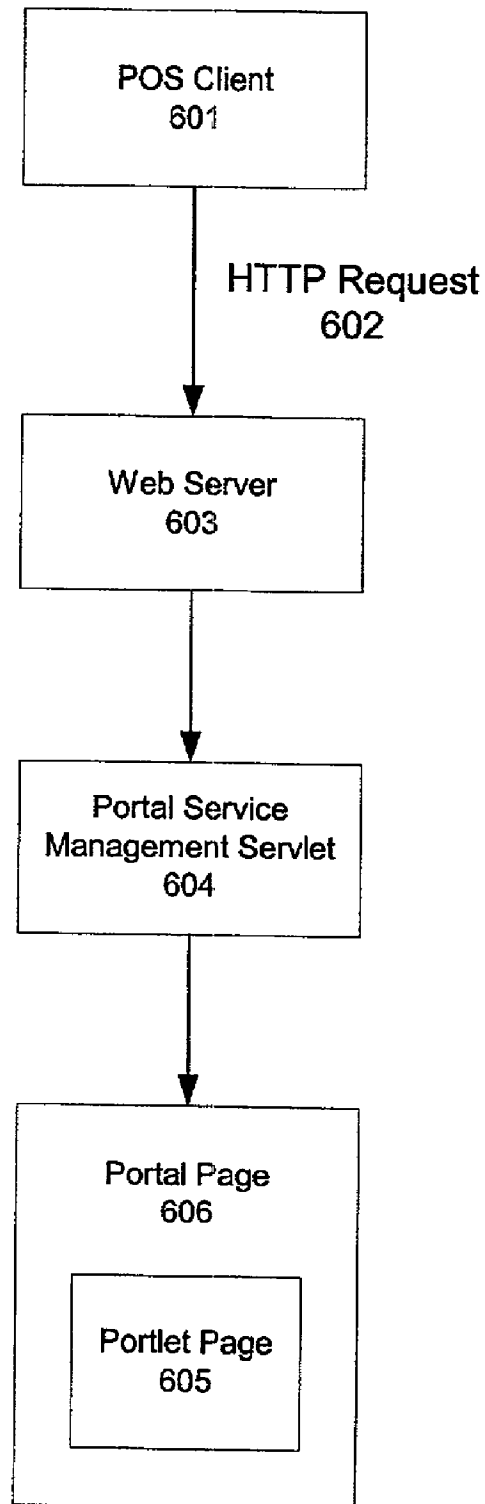 POS Client
601
HTTP Request
602
Web Server
603
Portal Service
Management Servlet
604
Portal Page
606
Portlet Page
605